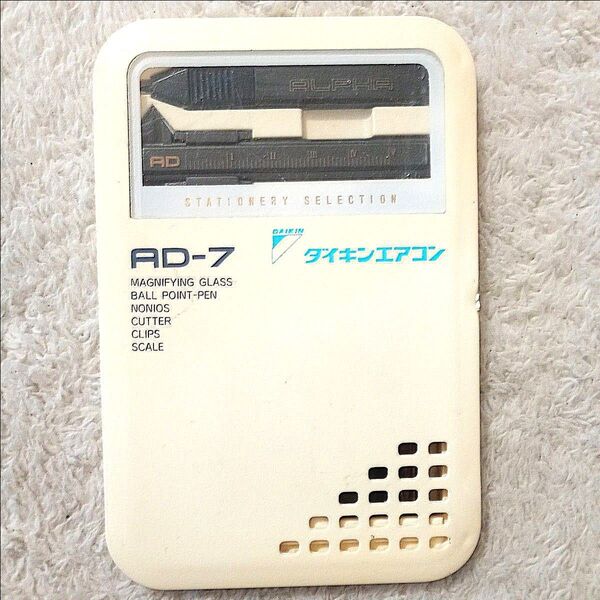 ALPHA
AD
STATIONERY SELECTION
AD-7
DAIKIN
ダイキンエアコン
MAGNIFYING GLASS
BALL POINT-PEN
NONIOS
CUTTER
CLIPS
SCALE